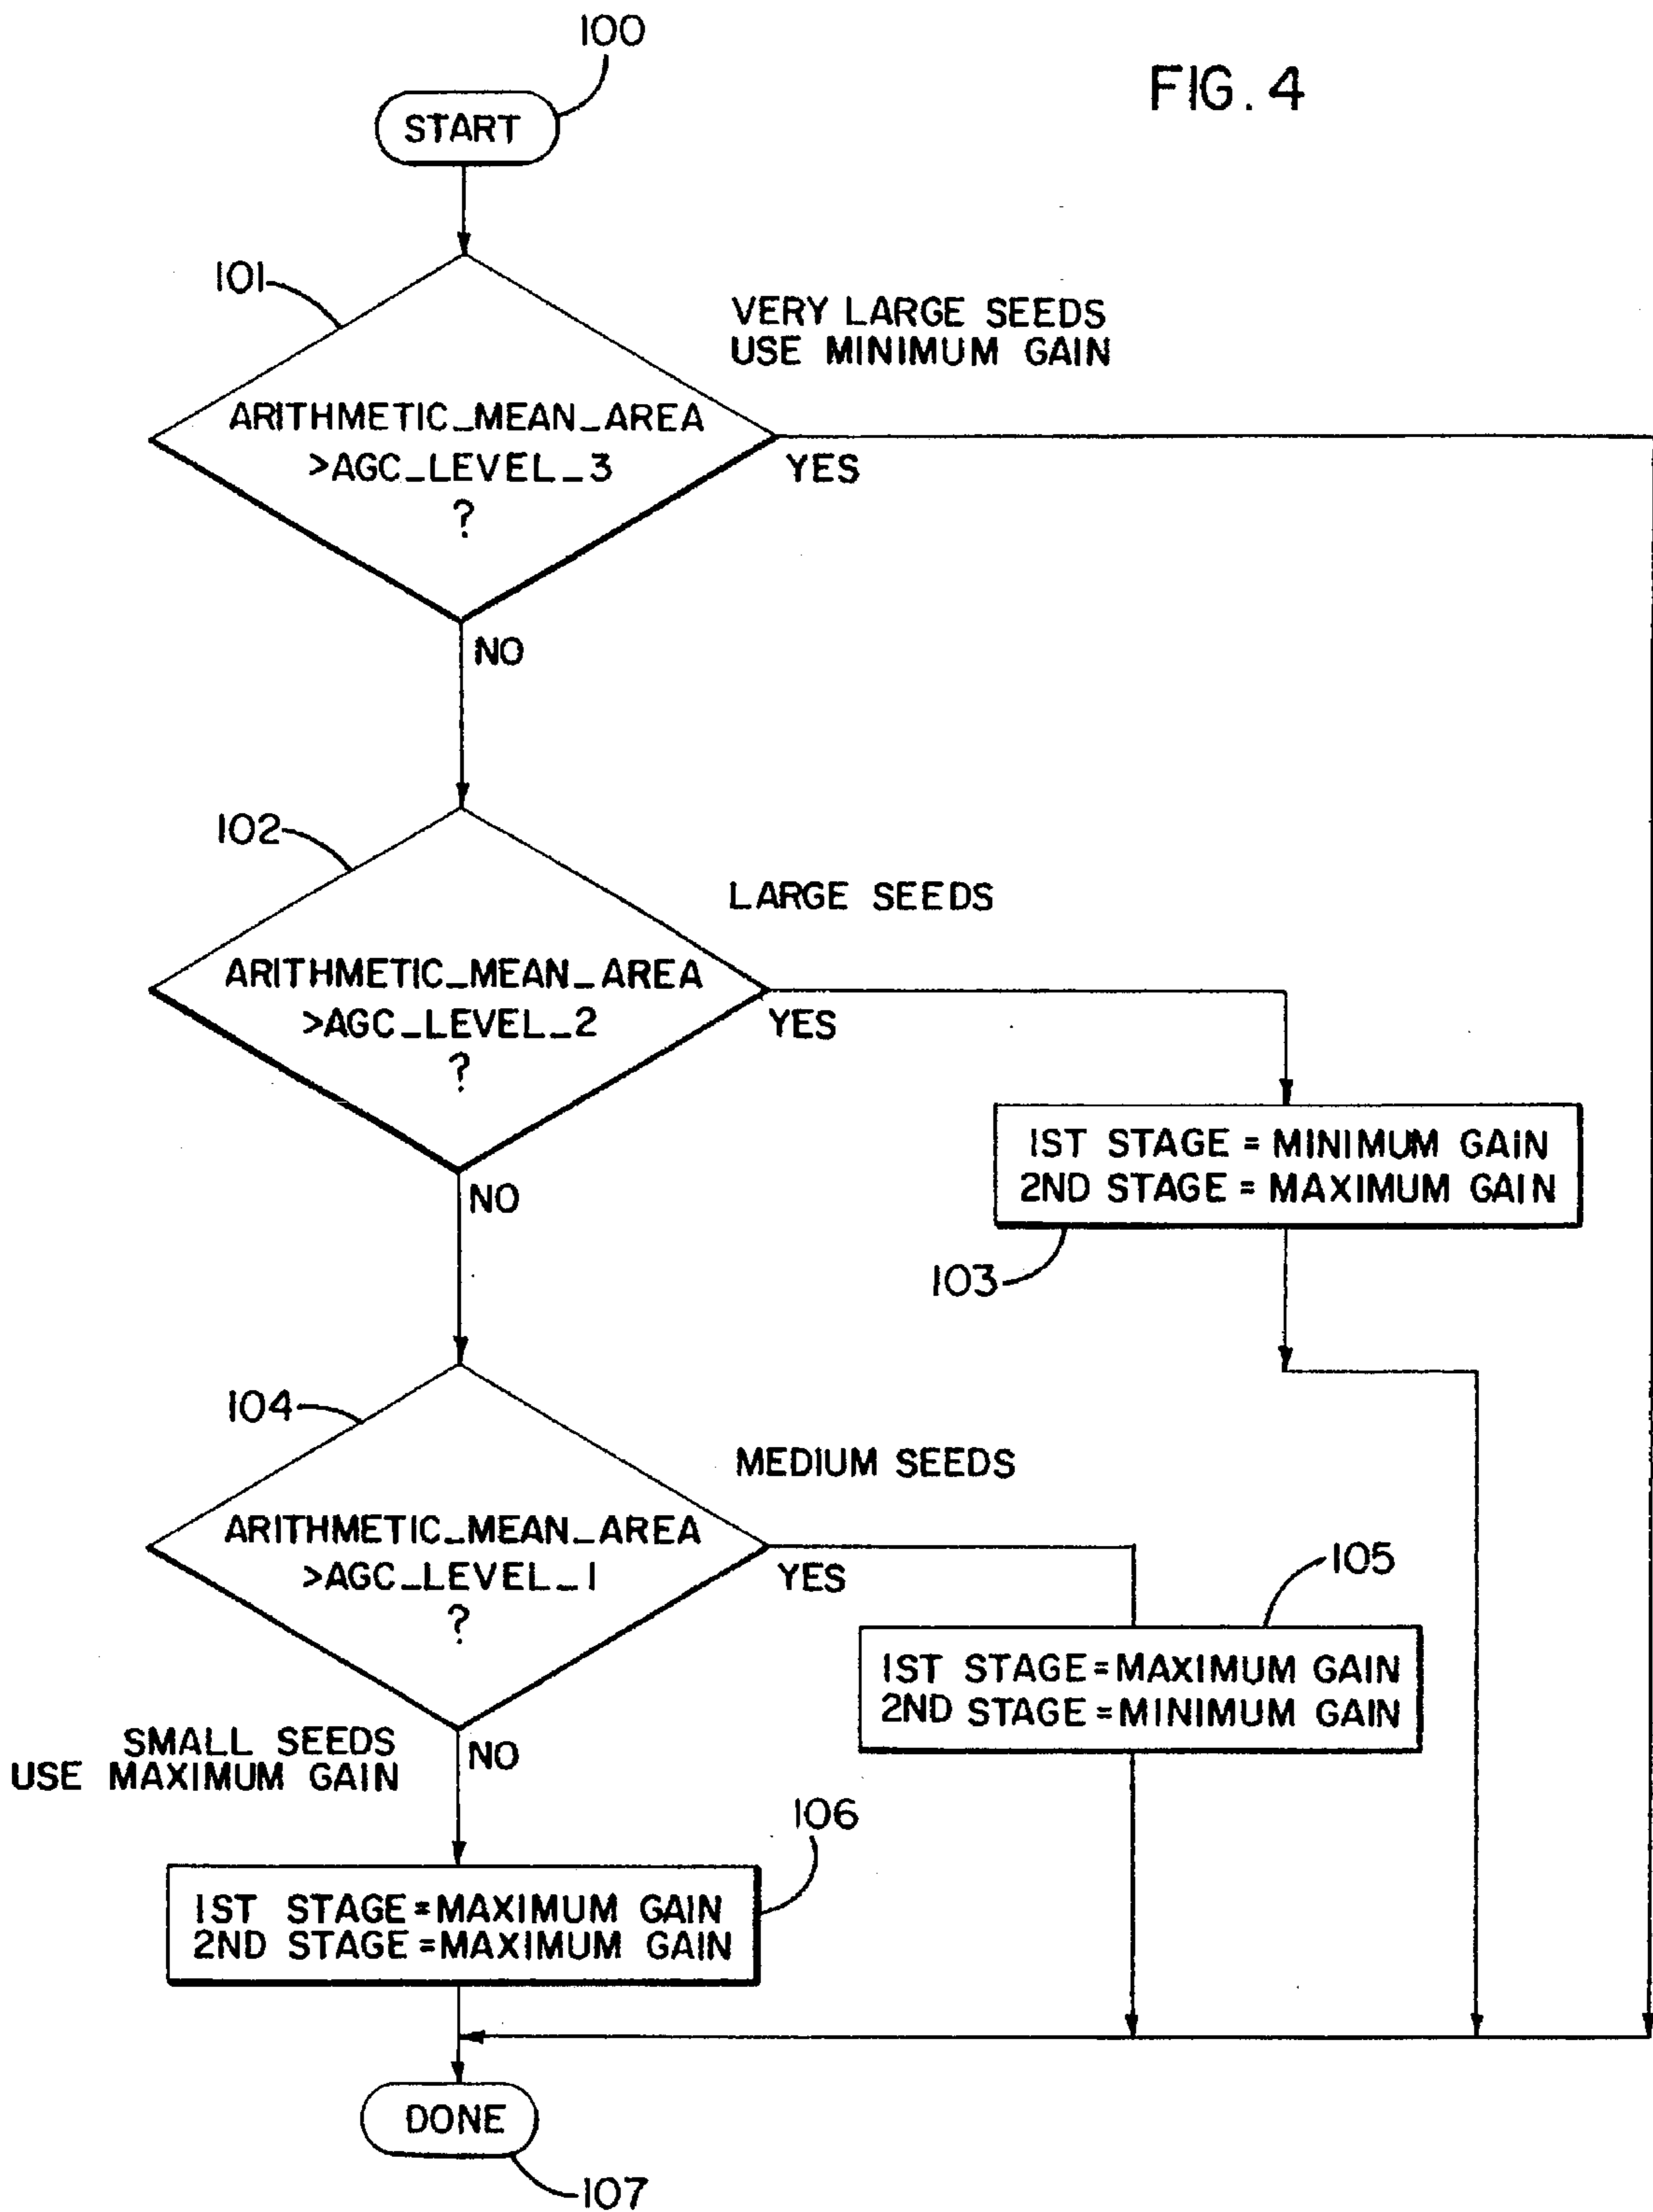 100
FIG. 4
START
101
VERY LARGE SEEDS
USE MINIMUM GAIN
ARITHMETIC_MEAN_AREA
>AGC_LEVEL_3
?
YES
NO
102
LARGE SEEDS
ARITHMETIC_MEAN_AREA
>AGC_LEVEL_2
?
YES
NO
1ST STAGE = MINIMUM GAIN
2ND STAGE = MAXIMUM GAIN
103
104
MEDIUM SEEDS
ARITHMETIC_MEAN_AREA
>AGC_LEVEL_1
?
YES
105
1ST STAGE = MAXIMUM GAIN
2ND STAGE = MINIMUM GAIN
SMALL SEEDS
USE MAXIMUM GAIN
NO
106
1ST STAGE = MAXIMUM GAIN
2ND STAGE = MAXIMUM GAIN
DONE
107